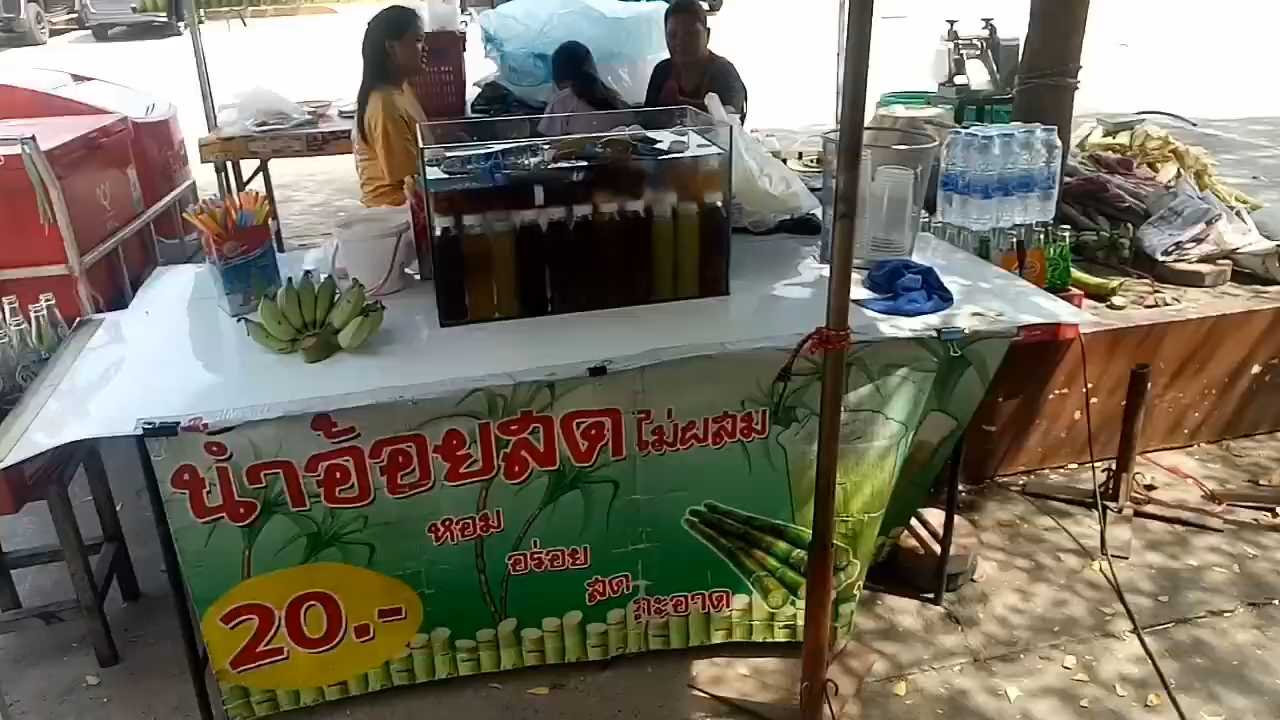 น้ำอ้อยสด ไม่ผสม
หอม
อร่อย
สด
สะอาด
20.-